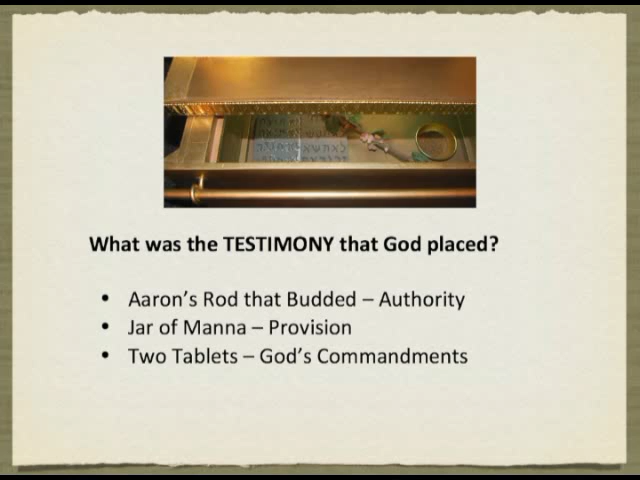 What was the TESTIMONY that God placed?
• Aaron's Rod that Budded – Authority
• Jar of Manna – Provision
• Two Tablets – God's Commandments